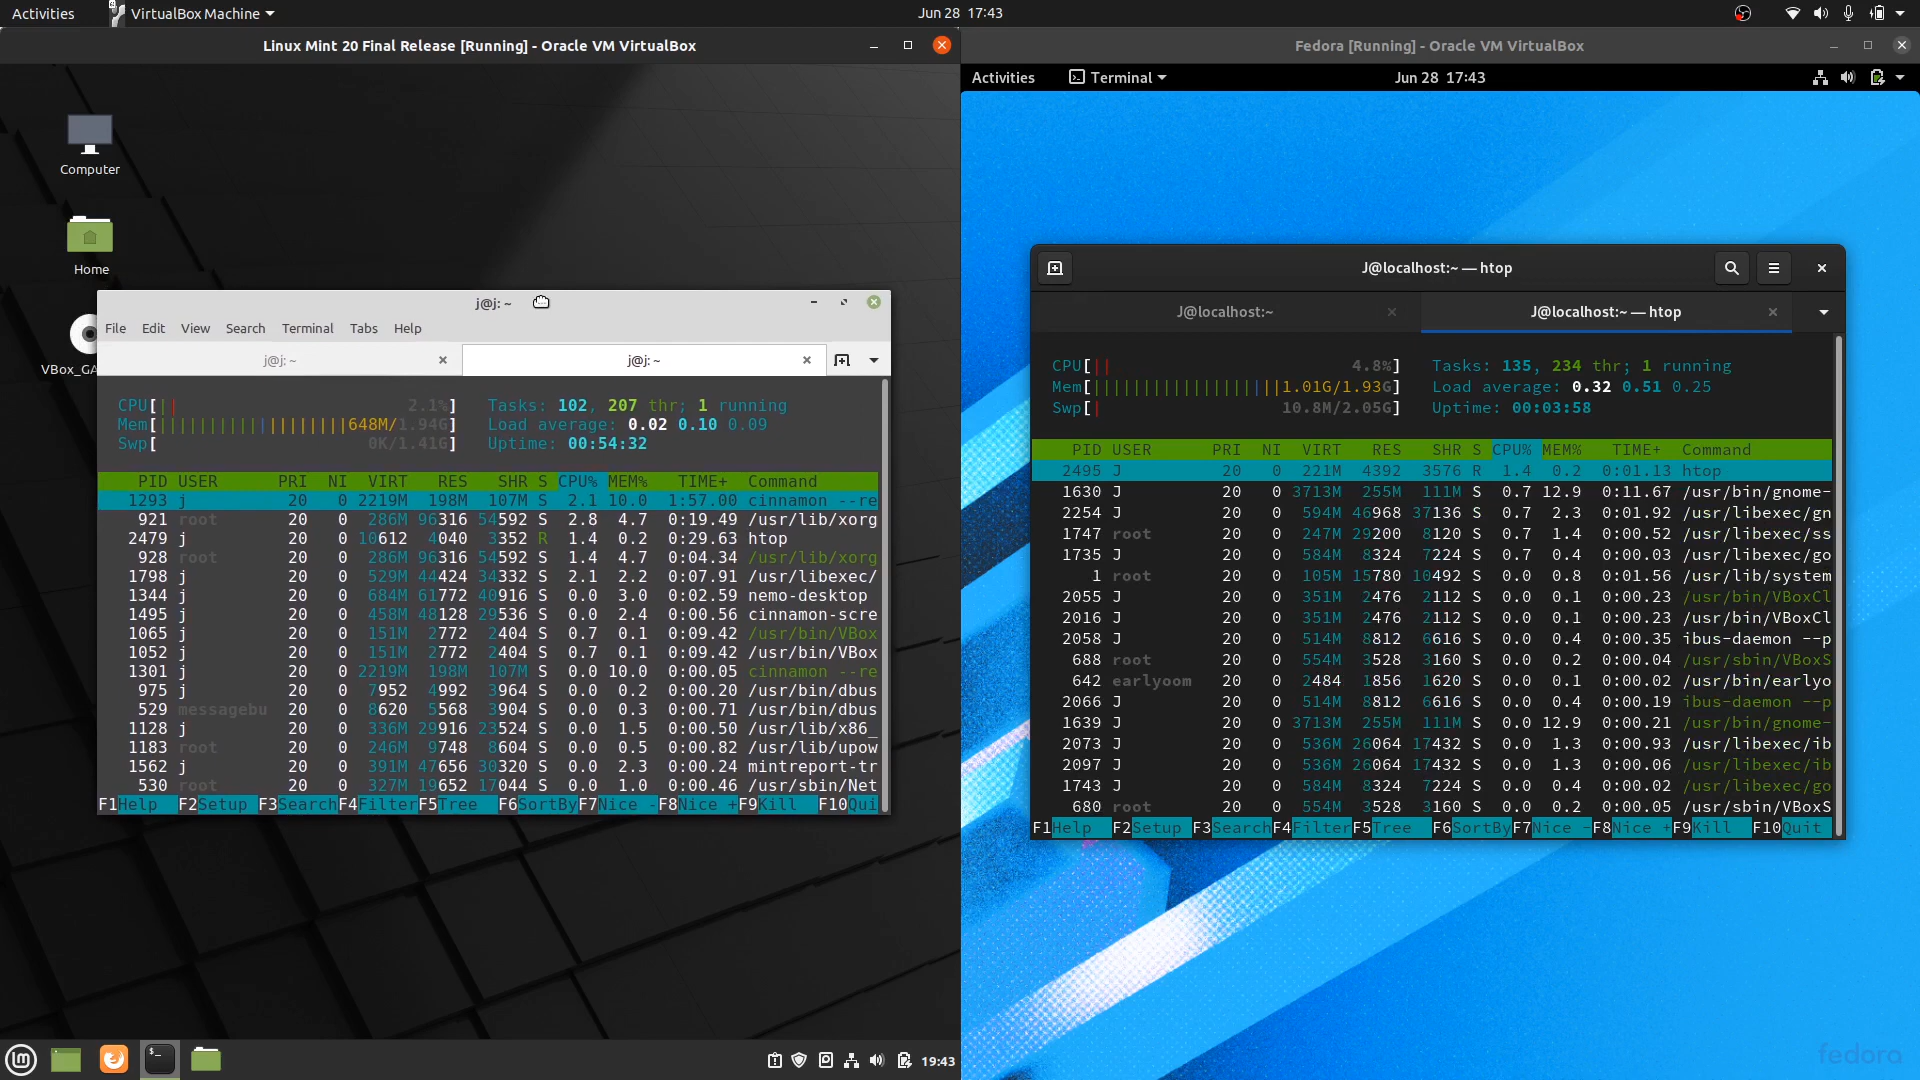 Activities VirtualBox Machine Jun 28 17:43
Linux Mint 20 Final Release [Running] - Oracle VM VirtualBox
Computer
Home
VBox_GA
j@j: ~
File Edit View Search Terminal Tabs Help
j@j: ~ j@j: ~
CPU[|| 2.1%] Tasks: 102, 207 thr; 1 running
Mem[|||||||||||||||||||648M/1.94G] Load average: 0.02 0.10 0.09
Swp[ 0K/1.41G] Uptime: 00:54:32
PID USER PRI NI VIRT RES SHR S CPU% MEM% TIME+ Command
1293 j 20 0 2219M 198M 107M S 2.1 10.0 1:57.00 cinnamon --re
921 root 20 0 286M 96316 54592 S 2.8 4.7 0:19.49 /usr/lib/xorg
2479 j 20 0 10612 4040 3352 R 1.4 0.2 0:29.63 htop
928 root 20 0 286M 96316 54592 S 1.4 4.7 0:04.34 /usr/lib/xorg
1798 j 20 0 529M 44424 34332 S 2.1 2.2 0:07.91 /usr/libexec/
1344 j 20 0 684M 61772 40916 S 0.0 3.0 0:02.59 nemo-desktop
1495 j 20 0 458M 48128 29536 S 0.0 2.4 0:00.56 cinnamon-scre
1065 j 20 0 151M 2772 2404 S 0.7 0.1 0:09.42 /usr/bin/VBox
1052 j 20 0 151M 2772 2404 S 0.7 0.1 0:09.42 /usr/bin/VBox
1301 j 20 0 2219M 198M 107M S 0.0 10.0 0:00.05 cinnamon --re
975 j 20 0 7952 4992 3964 S 0.0 0.2 0:00.20 /usr/bin/dbus
529 messagebu 20 0 8620 5568 3904 S 0.0 0.3 0:00.71 /usr/bin/dbus
1128 j 20 0 336M 29916 23524 S 0.0 1.5 0:00.50 /usr/lib/x86_
1183 root 20 0 246M 9748 8604 S 0.0 0.5 0:00.82 /usr/lib/upow
1562 j 20 0 391M 47656 30320 S 0.0 2.3 0:00.24 mintreport-tr
530 root 20 0 327M 19652 17044 S 0.0 1.0 0:00.46 /usr/sbin/Net
F1Help F2Setup F3SearchF4FilterF5Tree F6SortByF7Nice -F8Nice +F9Kill F10Qui
19:43
Fedora [Running] - Oracle VM VirtualBox
Activities Terminal Jun 28 17:43
J@localhost:~ — htop
J@localhost:~ J@localhost:~ — htop
CPU[|| 4.8%] Tasks: 135, 234 thr; 1 running
Mem[|||||||||||||||||||1.01G/1.93G] Load average: 0.32 0.51 0.25
Swp[| 10.8M/2.05G] Uptime: 00:03:58
PID USER PRI NI VIRT RES SHR S CPU% MEM% TIME+ Command
2495 J 20 0 221M 4392 3576 R 1.4 0.2 0:01.13 htop
1630 J 20 0 3713M 255M 111M S 0.7 12.9 0:11.67 /usr/bin/gnome-
2254 J 20 0 594M 46968 37136 S 0.7 2.3 0:01.92 /usr/libexec/gn
1747 root 20 0 247M 29200 8120 S 0.7 1.4 0:00.52 /usr/libexec/ss
1735 J 20 0 584M 8324 7224 S 0.7 0.4 0:00.03 /usr/libexec/go
1 root 20 0 105M 15780 10492 S 0.0 0.8 0:01.56 /usr/lib/system
2055 J 20 0 351M 2476 2112 S 0.0 0.1 0:00.23 /usr/bin/VBoxCl
2016 J 20 0 351M 2476 2112 S 0.0 0.1 0:00.23 /usr/bin/VBoxCl
2058 J 20 0 514M 8812 6616 S 0.0 0.4 0:00.35 ibus-daemon --p
688 root 20 0 554M 3528 3160 S 0.0 0.2 0:00.04 /usr/sbin/VBoxS
642 earlyoom 20 0 2484 1856 1620 S 0.0 0.1 0:00.02 /usr/bin/earlyo
2066 J 20 0 514M 8812 6616 S 0.0 0.4 0:00.19 ibus-daemon --p
1639 J 20 0 3713M 255M 111M S 0.0 12.9 0:00.21 /usr/bin/gnome-
2073 J 20 0 536M 26064 17432 S 0.0 1.3 0:00.93 /usr/libexec/ib
2097 J 20 0 536M 26064 17432 S 0.0 1.3 0:00.06 /usr/libexec/ib
1743 J 20 0 584M 8324 7224 S 0.0 0.4 0:00.00 /usr/libexec/go
680 root 20 0 554M 3528 3160 S 0.0 0.2 0:00.05 /usr/sbin/VBoxS
F1Help F2Setup F3SearchF4FilterF5Tree F6SortByF7Nice -F8Nice +F9Kill F10Quit
fedora